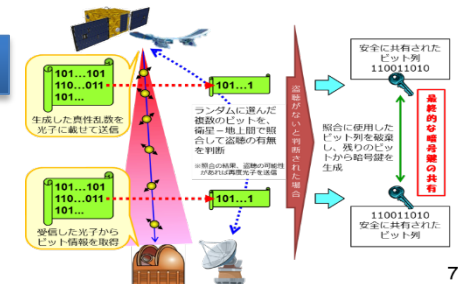 101...101
110...011
101...
生成した真性乱数を
光子に載せて送信
101...1
ランダムに選んだ
複数のビットを、
衛星－地上間で照
合して盗聴の有無
を判断
※照合の結果、盗聴の可能性
があれば再度光子を送信
101...101
110...011
101...
受信した光子から
ビット情報を取得
101...1
盗聴がないと判断された場合
安全に共有された
ビット列
110011010
照合に使用した
ビット列を破棄
し、残りのビッ
トから暗号鍵を
生成
最終的な暗号鍵の共有
110011010
安全に共有された
ビット列
7